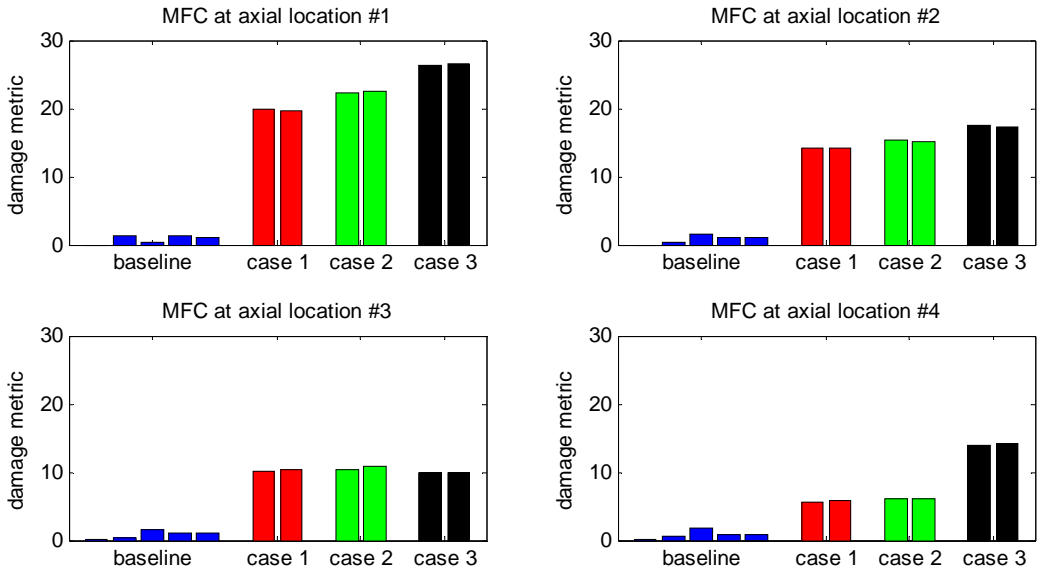 MFC at axial location #1
30
20
10
0
damage metric
baseline case 1 case 2 case 3
MFC at axial location #2
30
20
10
0
damage metric
baseline case 1 case 2 case 3
MFC at axial location #3
30
20
10
0
damage metric
baseline case 1 case 2 case 3
MFC at axial location #4
30
20
10
0
damage metric
baseline case 1 case 2 case 3